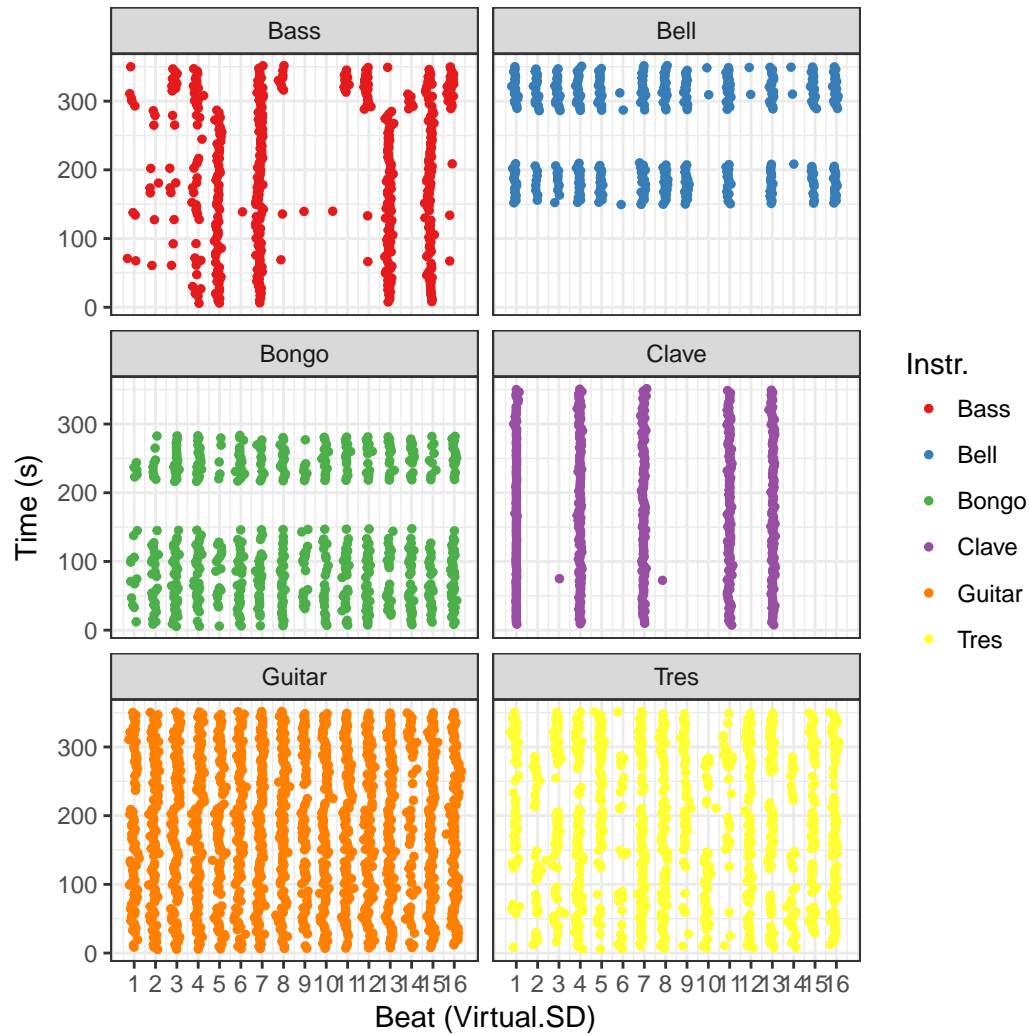 Bass
Bell
300
200
100
0
Bongo
Clave
300
200
100
0
Guitar
Tres
300
200
100
0
1 2 3 4 5 6 7 8 9 10 11 12 13 14 15 16
1 2 3 4 5 6 7 8 9 10 11 12 13 14 15 16
Beat (Virtual.SD)
Time (s)
Instr.
Bass
Bell
Bongo
Clave
Guitar
Tres